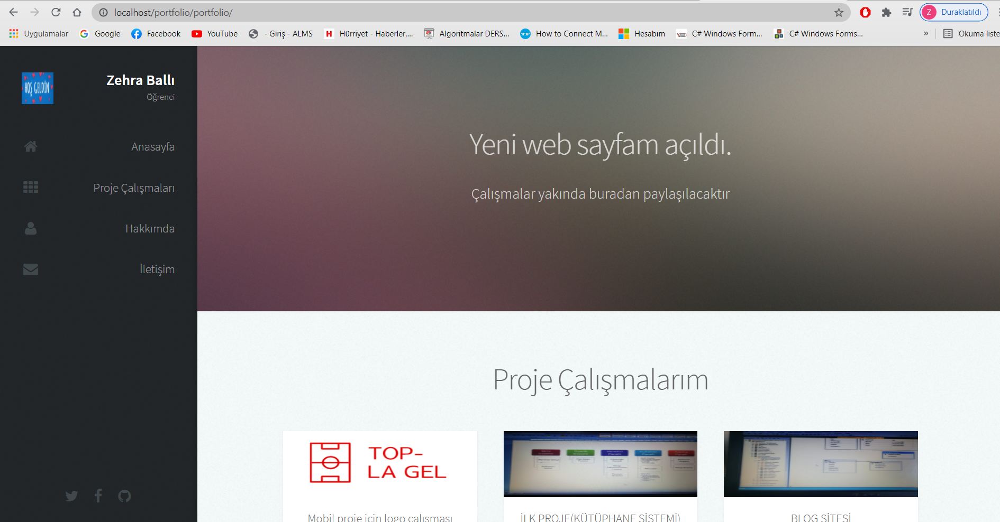 localhost/portfolio/portfolio/
Z
Duraklatıldı
Uygulamalar
Google
Facebook
YouTube
- Giriş - ALMS
H
Hürriyet - Haberler,...
Algoritmalar DERS...
How to Connect M...
Hesabım
C# Windows Form...
C# Windows Forms...
»
Okuma liste
HOŞ GELDİN
Zehra Ballı
Öğrenci
Anasayfa
Proje Çalışmaları
Hakkımda
İletişim
Yeni web sayfam açıldı.
Çalışmalar yakında buradan paylaşılacaktır
Proje Çalışmalarım
TOP-
LA GEL
Mobil proje için logo çalışması
İLK PROJE(KÜTÜPHANE SİSTEMİ)
BLOG SİTESİ